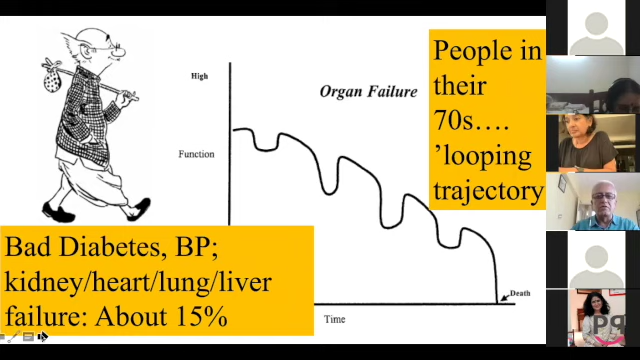 People in
their
70s....
’looping
trajectory
High
Organ Failure
Function
Bad Diabetes, BP;
kidney/heart/lung/liver
failure: About 15%
Death
Time